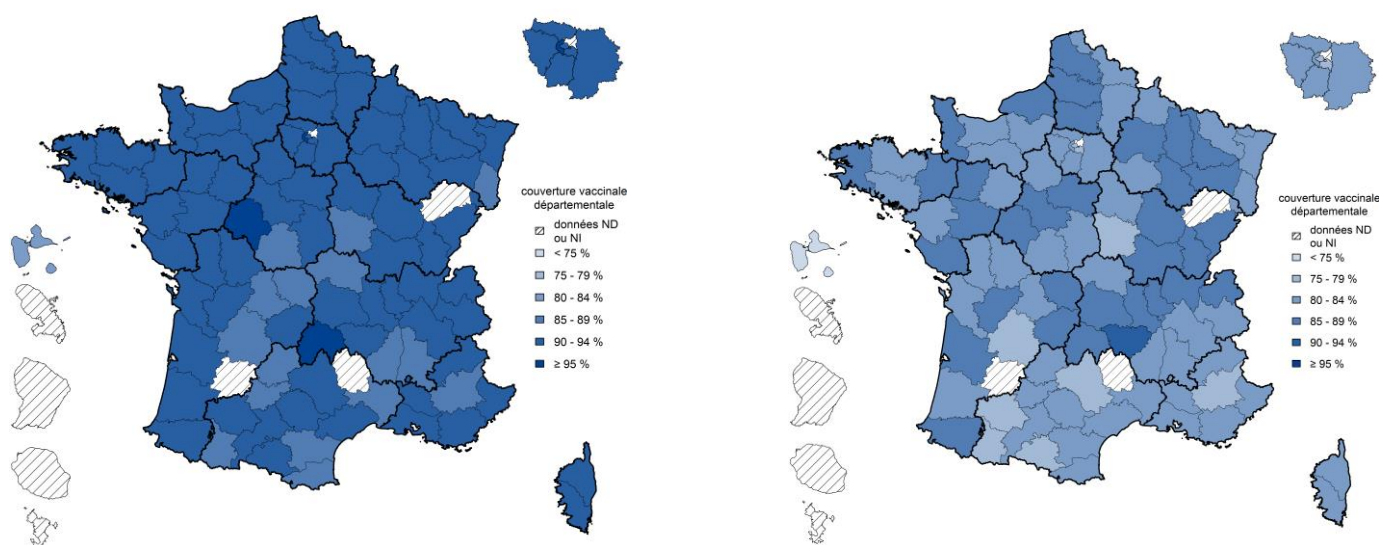 couverture vaccinale
départementale
données ND
ou NI
< 75 %
75 - 79 %
80 - 84 %
85 - 89 %
90 - 94 %
≥ 95 %
couverture vaccinale
départementale
données ND
ou NI
< 75 %
75 - 79 %
80 - 84 %
85 - 89 %
90 - 94 %
≥ 95 %